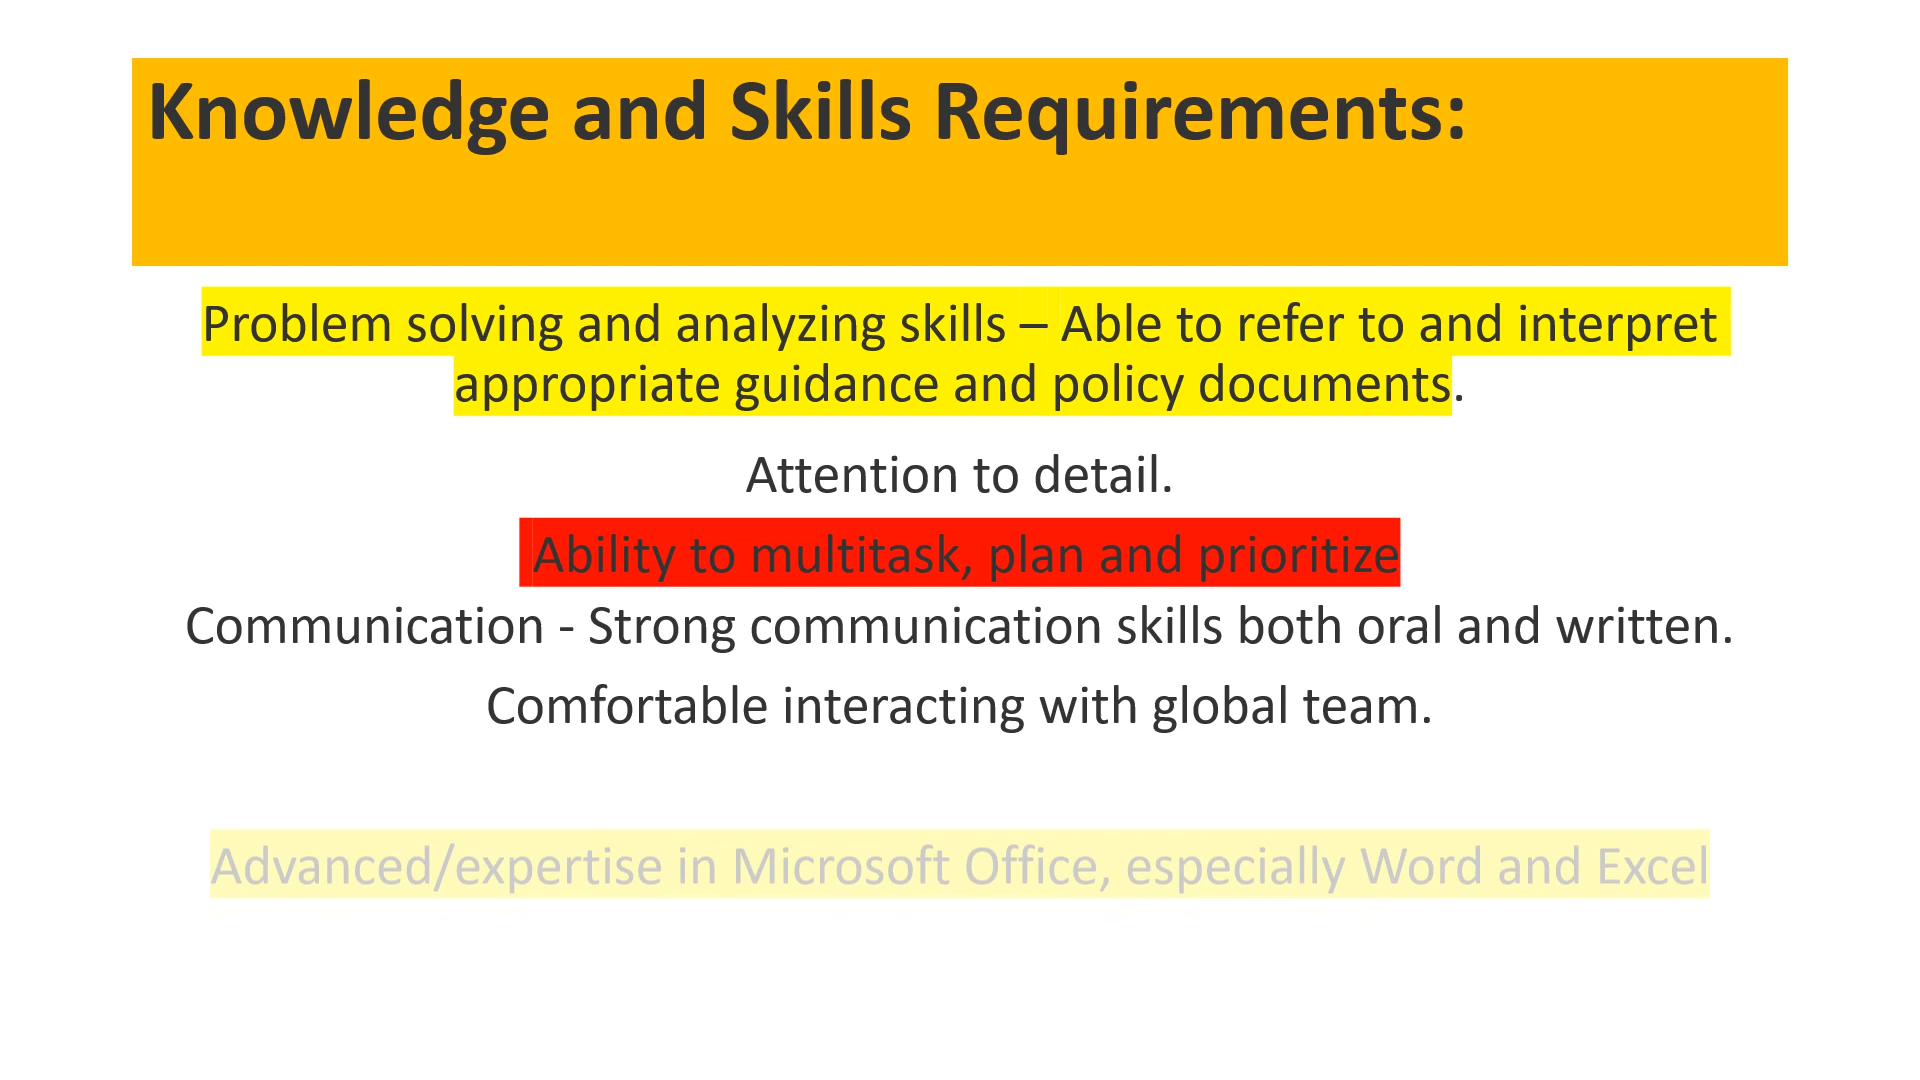 Knowledge and Skills Requirements:
Problem solving and analyzing skills – Able to refer to and interpret
appropriate guidance and policy documents.
Attention to detail.
Ability to multitask, plan and prioritize
Communication - Strong communication skills both oral and written.
Comfortable interacting with global team.
Advanced/expertise in Microsoft Office, especially Word and Excel